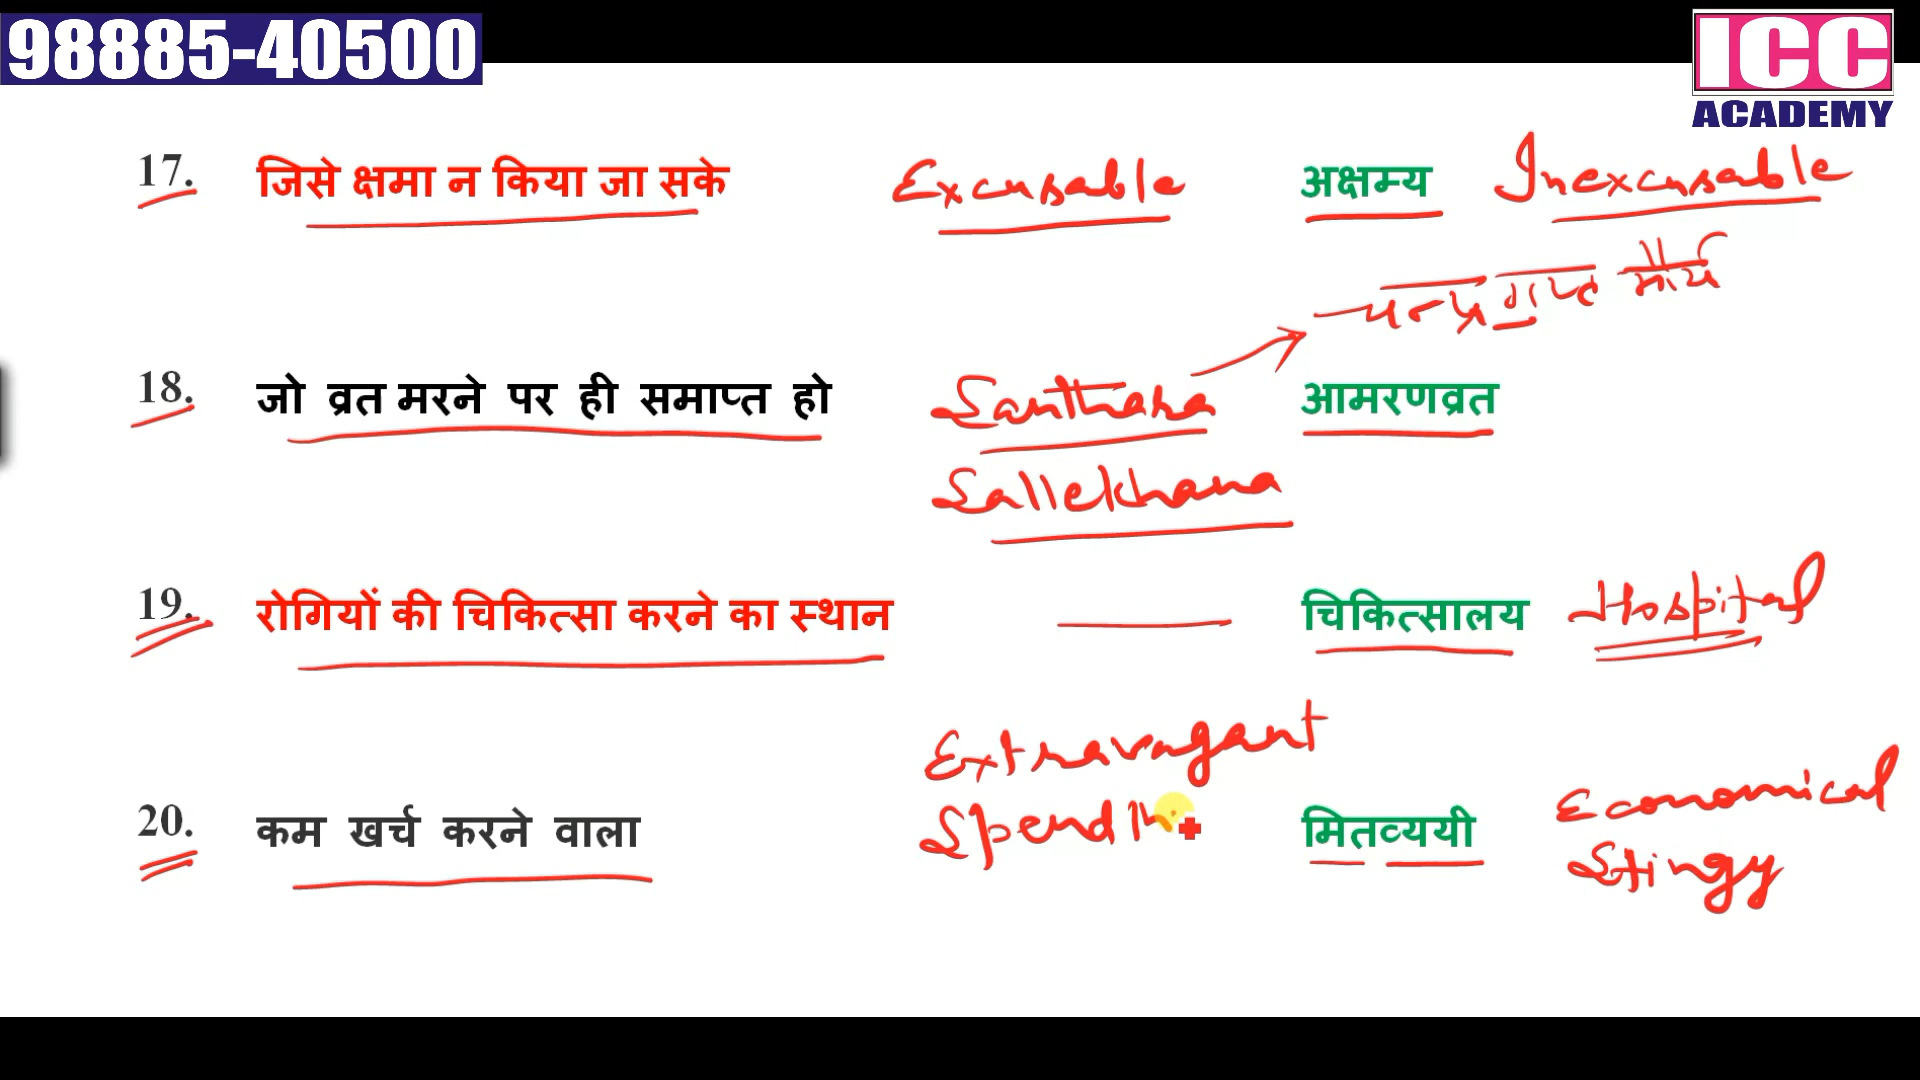 98885-40500
ICC
ACADEMY
17. जिसे क्षमा न किया जा सके Excusable अक्षम्य Inexcusable
चन्द्रगुप्त मौर्य
18. जो व्रत मरने पर ही समाप्त हो Santhara आमरणव्रत
Sallekhana
19. रोगियों की चिकित्सा करने का स्थान चिकित्सालय Hospital
Extravagant
20. कम खर्च करने वाला मितव्ययी Economical
Stingy